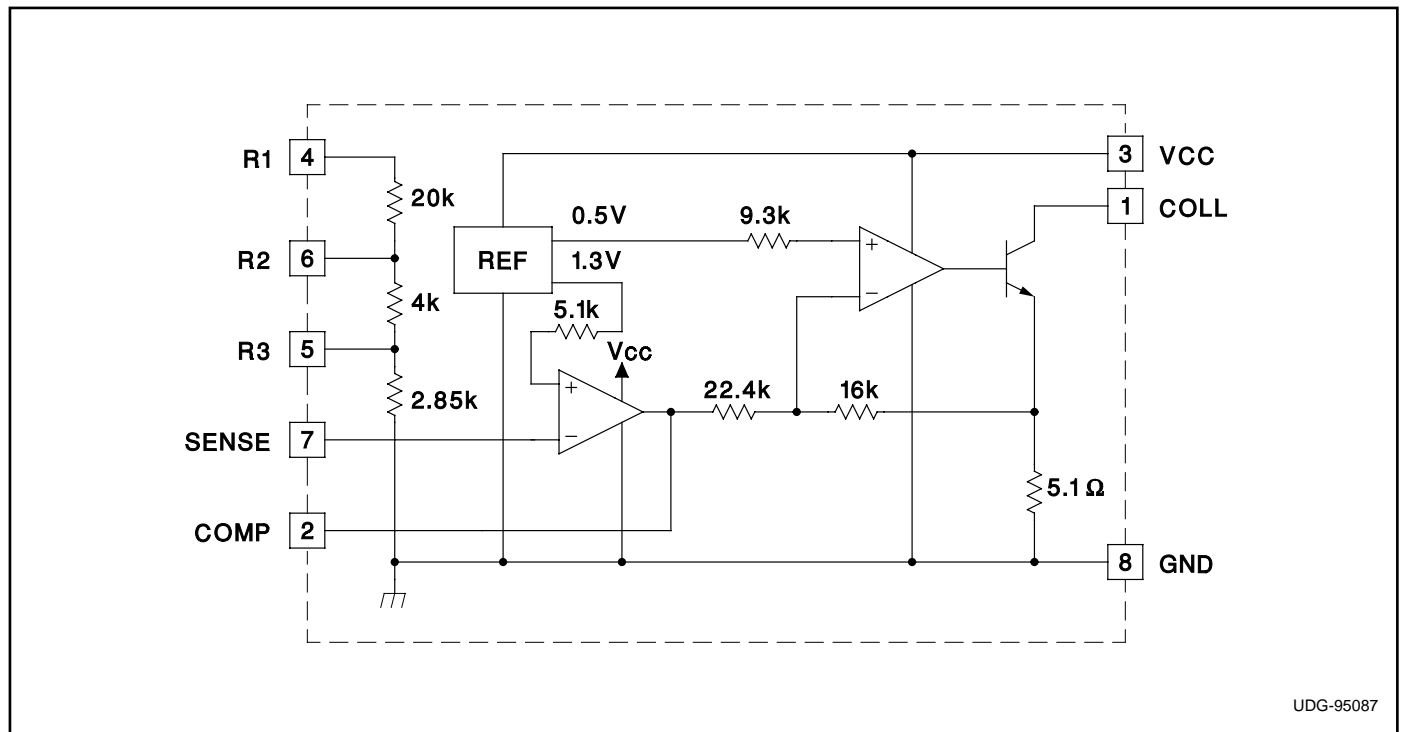 R1 4
20k
R2 6
4k
R3 5
2.85k
SENSE 7
COMP 2
REF
0.5V
1.3V
5.1k
VCC
9.3k
+
−
+
−
22.4k
16k
5.1 Ω
3 VCC
1 COLL
8 GND
UDG-95087